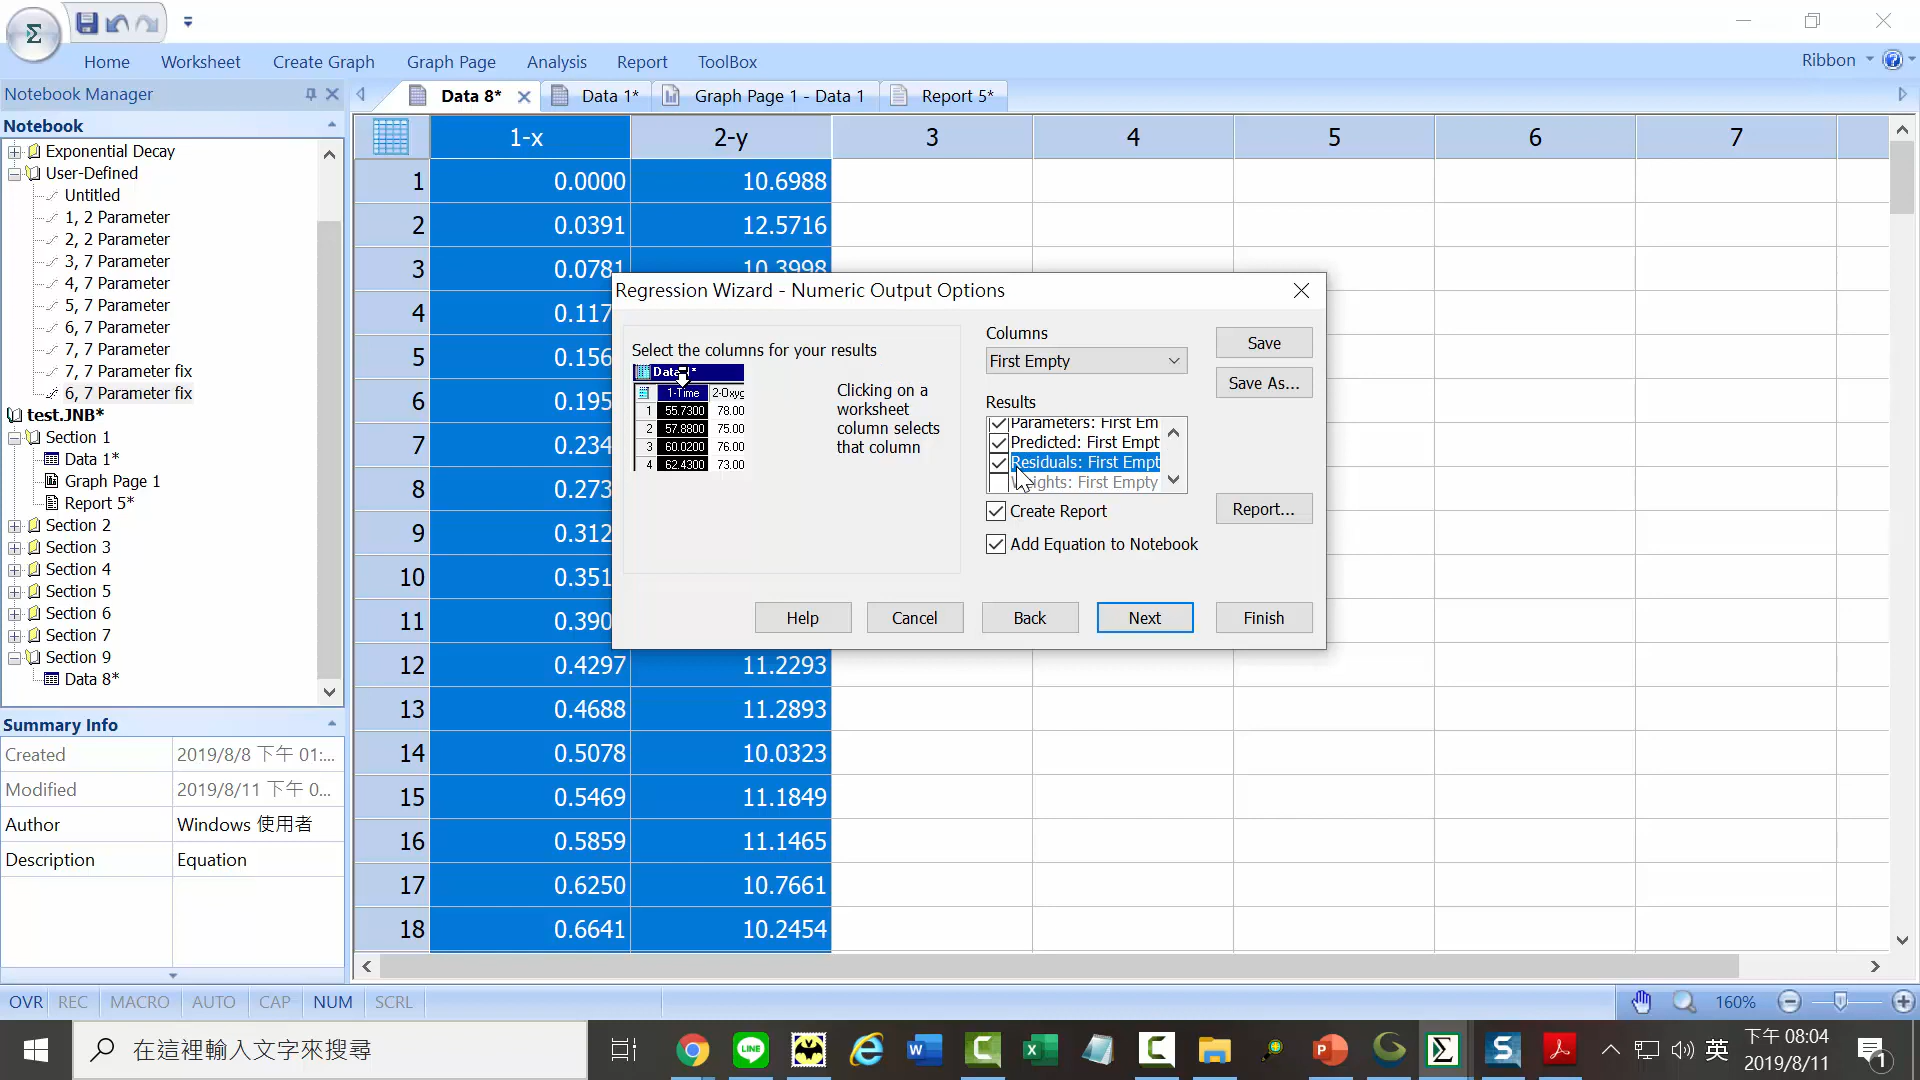 Σ
Home Worksheet Create Graph Graph Page Analysis Report ToolBox Ribbon
Notebook Manager
Data 8* Data 1* Graph Page 1 - Data 1 Report 5*
Notebook
Exponential Decay
User-Defined
Untitled
1, 2 Parameter
2, 2 Parameter
3, 7 Parameter
4, 7 Parameter
5, 7 Parameter
6, 7 Parameter
7, 7 Parameter
7, 7 Parameter fix
6, 7 Parameter fix
test.JNB*
Section 1
Data 1*
Graph Page 1
Report 5*
Section 2
Section 3
Section 4
Section 5
Section 6
Section 7
Section 9
Data 8*
Summary Info
Created 2019/8/8 下午 01:...
Modified 2019/8/11 下午 0...
Author Windows 使用者
Description Equation
1-x 2-y 3 4 5 6 7
1 0.0000 10.6988
2 0.0391 12.5716
3 0.0781 10.3998
4 0.117
5 0.156
6 0.195
7 0.234
8 0.273
9 0.312
10 0.351
11 0.390
12 0.4297 11.2293
13 0.4688 11.2893
14 0.5078 10.0323
15 0.5469 11.1849
16 0.5859 11.1465
17 0.6250 10.7661
18 0.6641 10.2454
Regression Wizard - Numeric Output Options
Select the columns for your results
Data *
1-Time 2-Oxyg
1 55.7300 78.00
2 57.8800 75.00
3 60.0200 76.00
4 62.4300 73.00
Clicking on a
worksheet
column selects
that column
Columns
First Empty
Results
Parameters: First Em
Predicted: First Empt
Residuals: First Empt
ights: First Empty
Create Report
Add Equation to Notebook
Save
Save As...
Report...
Help Cancel Back Next Finish
OVR REC MACRO AUTO CAP NUM SCRL 160%
在這裡輸入文字來搜尋
LINE
英
下午 08:04
2019/8/11
1